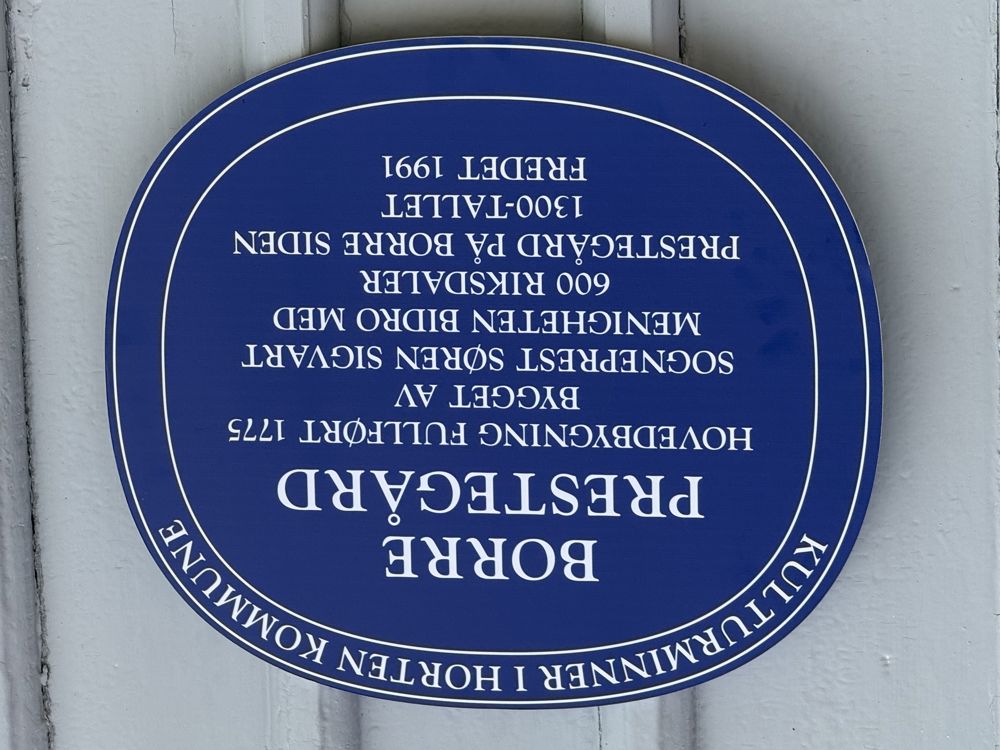 KULTURMINNER I HORTEN KOMMUNE
BORRE
PRESTEGÅRD
HOVEDBYGNING FULLFØRT 1775
BYGGET AV
SOGNEPREST SØREN SIGVART
MENIGHETEN BIDRO MED
600 RIKSDALER
PRESTEGÅRD PÅ BORRE SIDEN
1300-TALLET
FREDET 1991